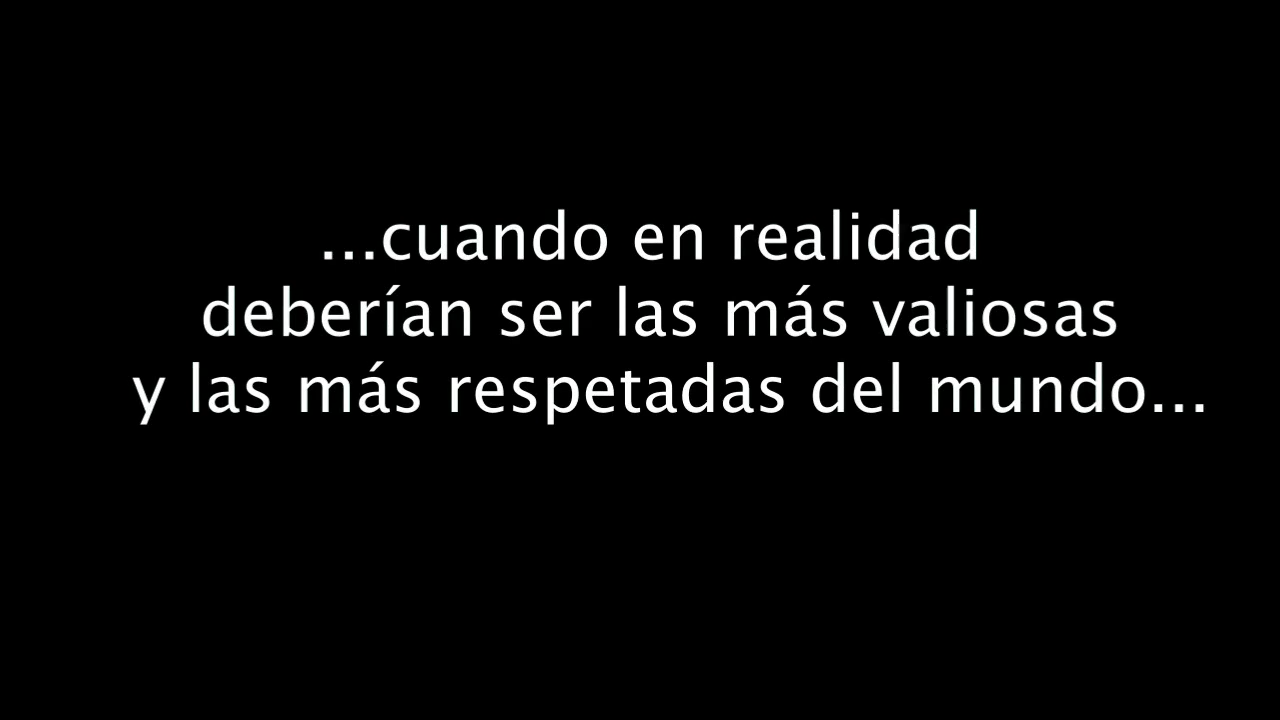 ...cuando en realidad
deberían ser las más valiosas
y las más respetadas del mundo...